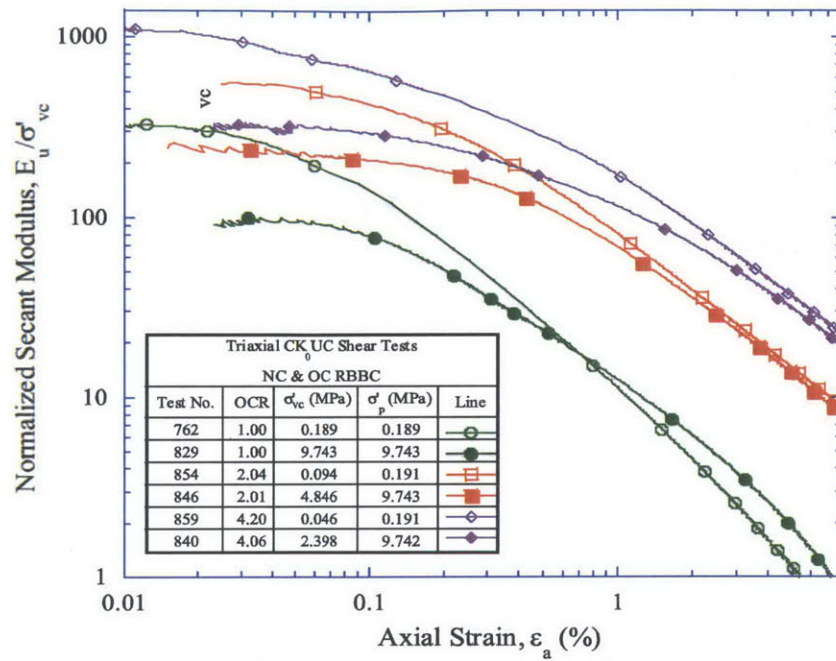 1000
100
10
1
0.01
0.1
1
Normalized Secant Modulus, E_u/σ'_vc
Axial Strain, ε_a (%)
vc
Triaxial CK_0UC Shear Tests
NC & OC RBBC
Test No. OCR σ'_vc (MPa) σ'_p (MPa) Line
762 1.00 0.189 0.189
829 1.00 9.743 9.743
854 2.04 0.094 0.191
846 2.01 4.846 9.743
859 4.20 0.046 0.191
840 4.06 2.398 9.742